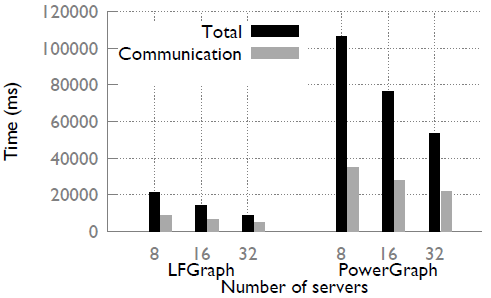 120000
100000
80000
60000
40000
20000
0
Time (ms)
Total
Communication
8 16 32 8 16 32
LFGraph PowerGraph
Number of servers